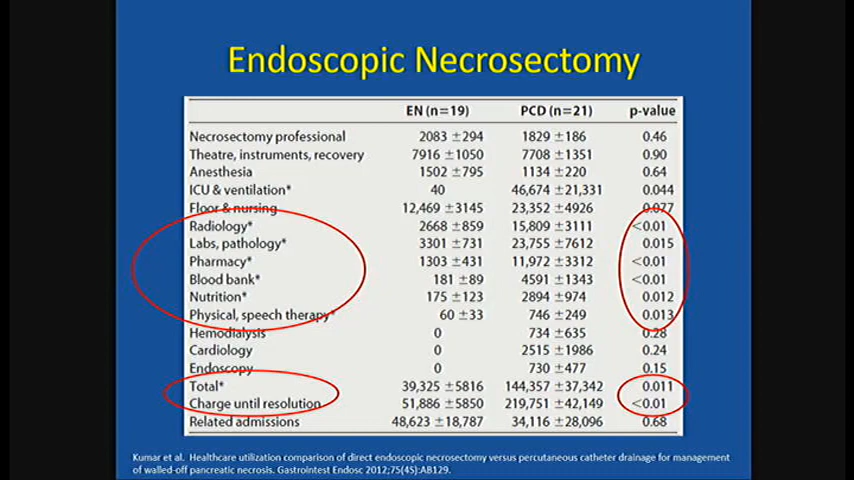 Endoscopic Necrosectomy
EN (n=19) PCD (n=21) p-value
Necrosectomy professional 2083 ±294 1829 ±186 0.46
Theatre, instruments, recovery 7916 ±1050 7708 ±1351 0.90
Anesthesia 1502 ±795 1134 ±220 0.64
ICU & ventilation* 40 46,674 ±21,331 0.044
Floor & nursing 12,469 ±3145 23,352 ±4926 0.077
Radiology* 2668 ±859 15,809 ±3111 <0.01
Labs, pathology* 3301 ±731 23,755 ±7612 0.015
Pharmacy* 1303 ±431 11,972 ±3312 <0.01
Blood bank* 181 ±89 4591 ±1343 <0.01
Nutrition* 175 ±123 2894 ±974 0.012
Physical, speech therapy* 60 ±33 746 ±249 0.013
Hemodialysis 0 734 ±635 0.28
Cardiology 0 2515 ±1986 0.24
Endoscopy 0 730 ±477 0.15
Total* 39,325 ±5816 144,357 ±37,342 0.011
Charge until resolution 51,886 ±5850 219,751 ±42,149 <0.01
Related admissions 48,623 ±18,787 34,116 ±28,096 0.68
Kumar et al. Healthcare utilization comparison of direct endoscopic necrosectomy versus percutaneous catheter drainage for management
of walled-off pancreatic necrosis. Gastrointest Endosc 2012;75(4S):AB129.